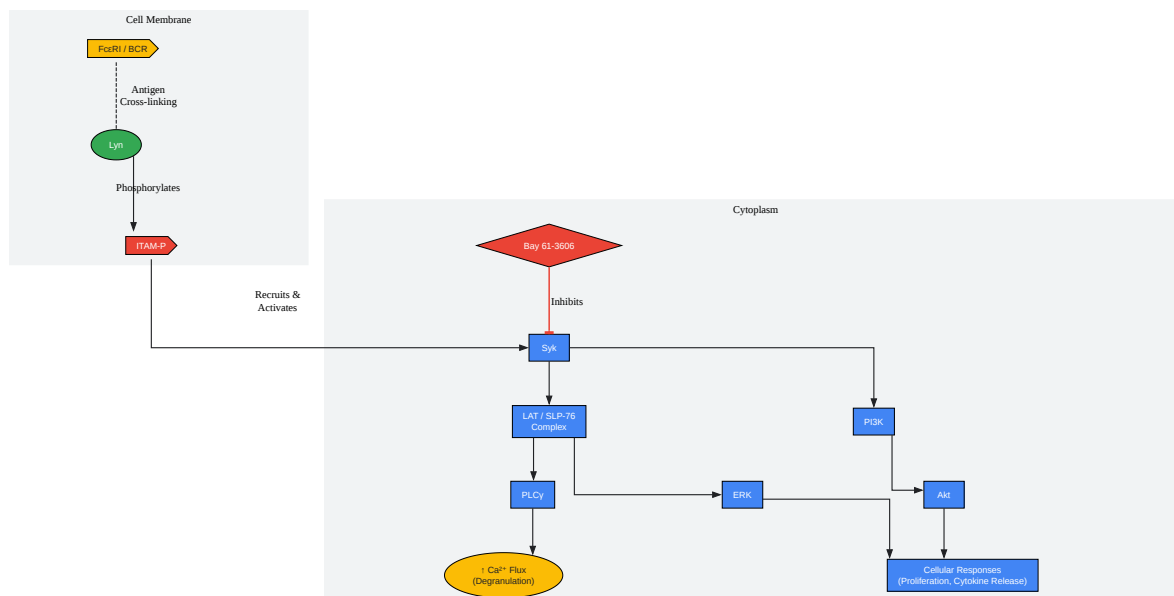 Cell Membrane
FcεRI / BCR
Antigen
Cross-linking
Lyn
Phosphorylates
ITAM-P
Recruits &
Activates
Cytoplasm
Bay 61-3606
Inhibits
Syk
LAT / SLP-76
Complex
PI3K
PLCγ
ERK
Akt
↑ Ca²⁺ Flux
(Degranulation)
Cellular Responses
(Proliferation, Cytokine Release)